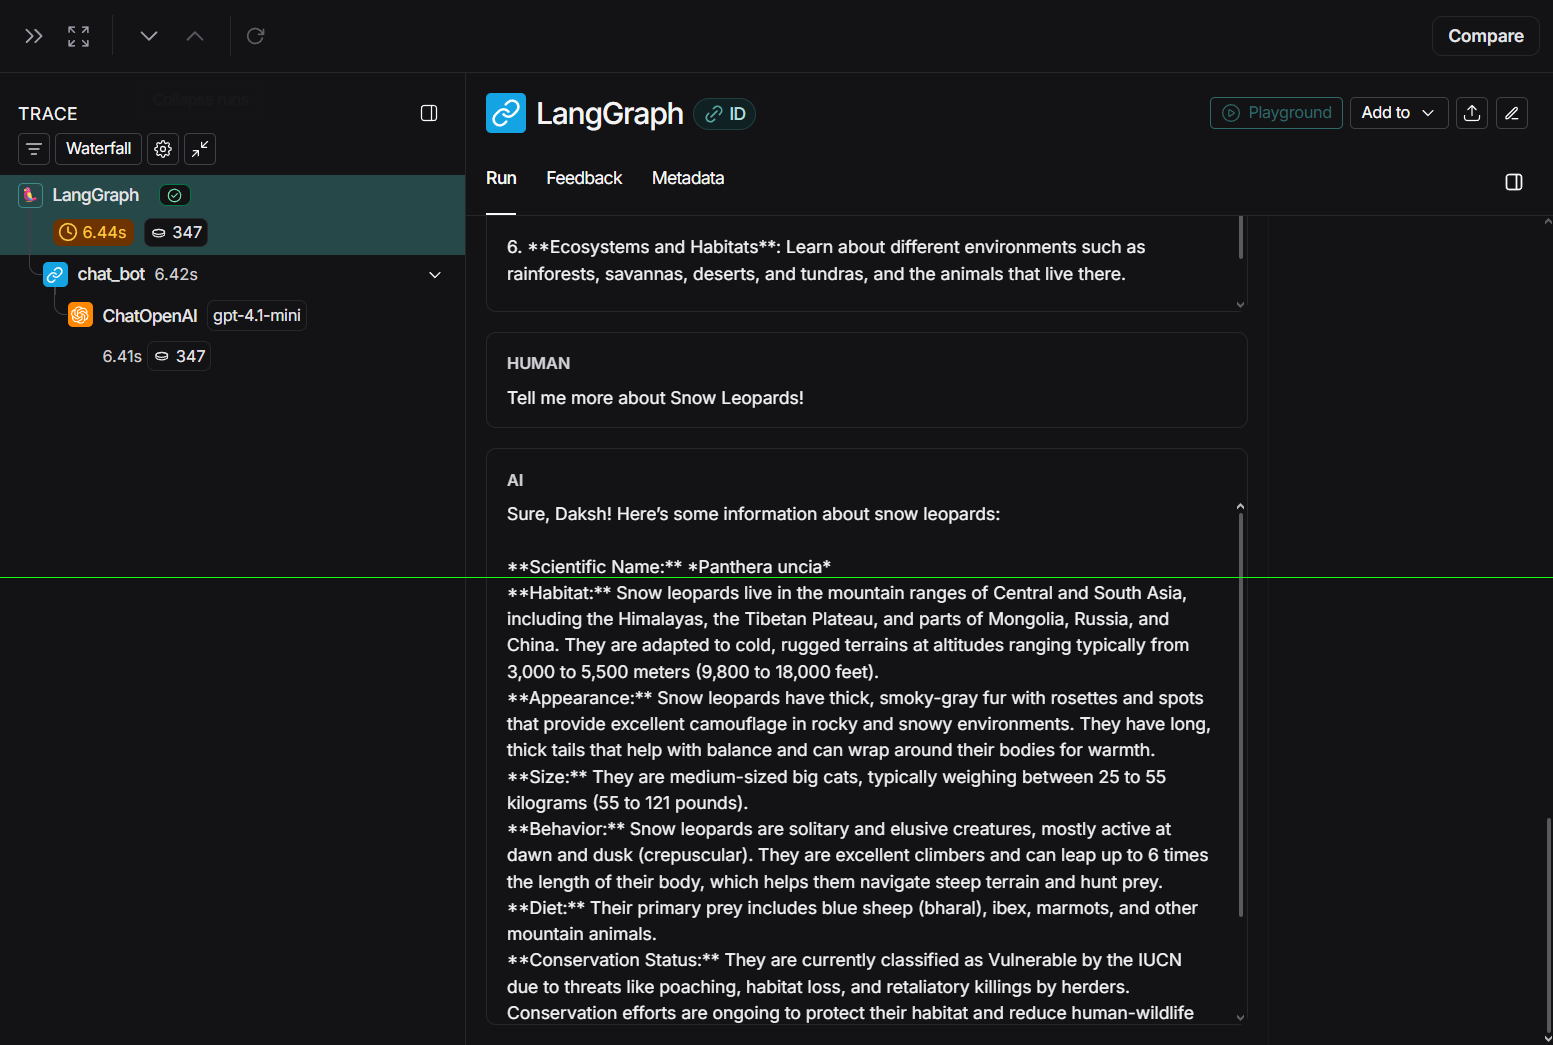 Compare
Collapse runs
TRACE
Waterfall
LangGraph
6.44s 347
chat_bot 6.42s
ChatOpenAI gpt-4.1-mini
6.41s 347
LangGraph ID
Playground Add to
Run Feedback Metadata
6. **Ecosystems and Habitats**: Learn about different environments such as
rainforests, savannas, deserts, and tundras, and the animals that live there.
HUMAN
Tell me more about Snow Leopards!
AI
Sure, Daksh! Here’s some information about snow leopards:
**Scientific Name:** *Panthera uncia*
**Habitat:** Snow leopards live in the mountain ranges of Central and South Asia,
including the Himalayas, the Tibetan Plateau, and parts of Mongolia, Russia, and
China. They are adapted to cold, rugged terrains at altitudes ranging typically from
3,000 to 5,500 meters (9,800 to 18,000 feet).
**Appearance:** Snow leopards have thick, smoky-gray fur with rosettes and spots
that provide excellent camouflage in rocky and snowy environments. They have long,
thick tails that help with balance and can wrap around their bodies for warmth.
**Size:** They are medium-sized big cats, typically weighing between 25 to 55
kilograms (55 to 121 pounds).
**Behavior:** Snow leopards are solitary and elusive creatures, mostly active at
dawn and dusk (crepuscular). They are excellent climbers and can leap up to 6 times
the length of their body, which helps them navigate steep terrain and hunt prey.
**Diet:** Their primary prey includes blue sheep (bharal), ibex, marmots, and other
mountain animals.
**Conservation Status:** They are currently classified as Vulnerable by the IUCN
due to threats like poaching, habitat loss, and retaliatory killings by herders.
Conservation efforts are ongoing to protect their habitat and reduce human-wildlife